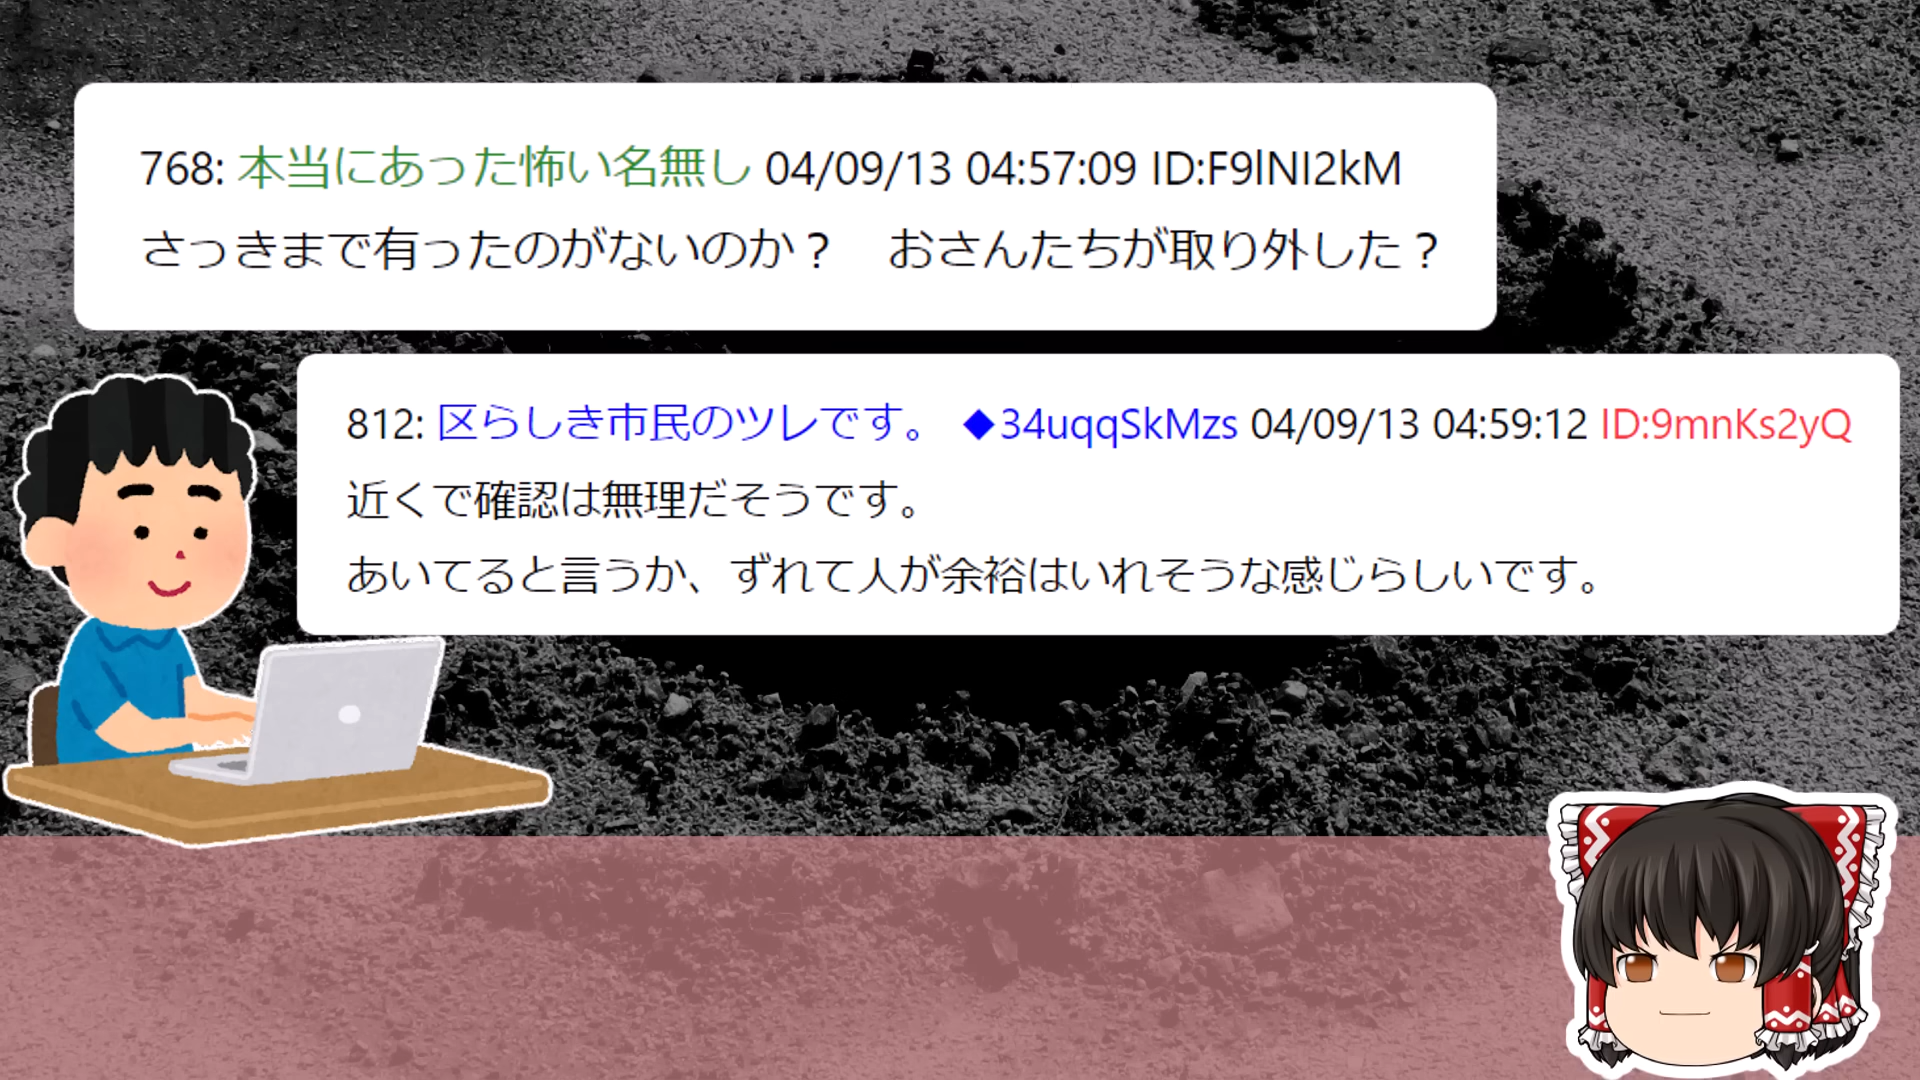 768: 本当にあった怖い名無し 04/09/13 04:57:09 ID:F9lNI2kM
さっきまで有ったのがないのか？　おさんたちが取り外した？
812: 区らしき市民のツレです。 ◆34uqqSkMzs 04/09/13 04:59:12 ID:9mnKs2yQ
近くで確認は無理だそうです。
あいてると言うか、ずれて人が余裕はいれそうな感じらしいです。